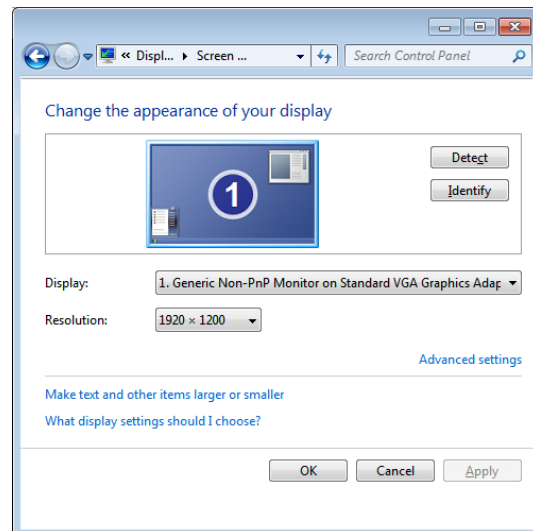 « Displ... ▸ Screen ...
Search Control Panel
Change the appearance of your display
1
Detect
Identify
Display:
1. Generic Non-PnP Monitor on Standard VGA Graphics Adap
Resolution:
1920 × 1200
Advanced settings
Make text and other items larger or smaller
What display settings should I choose?
OK
Cancel
Apply